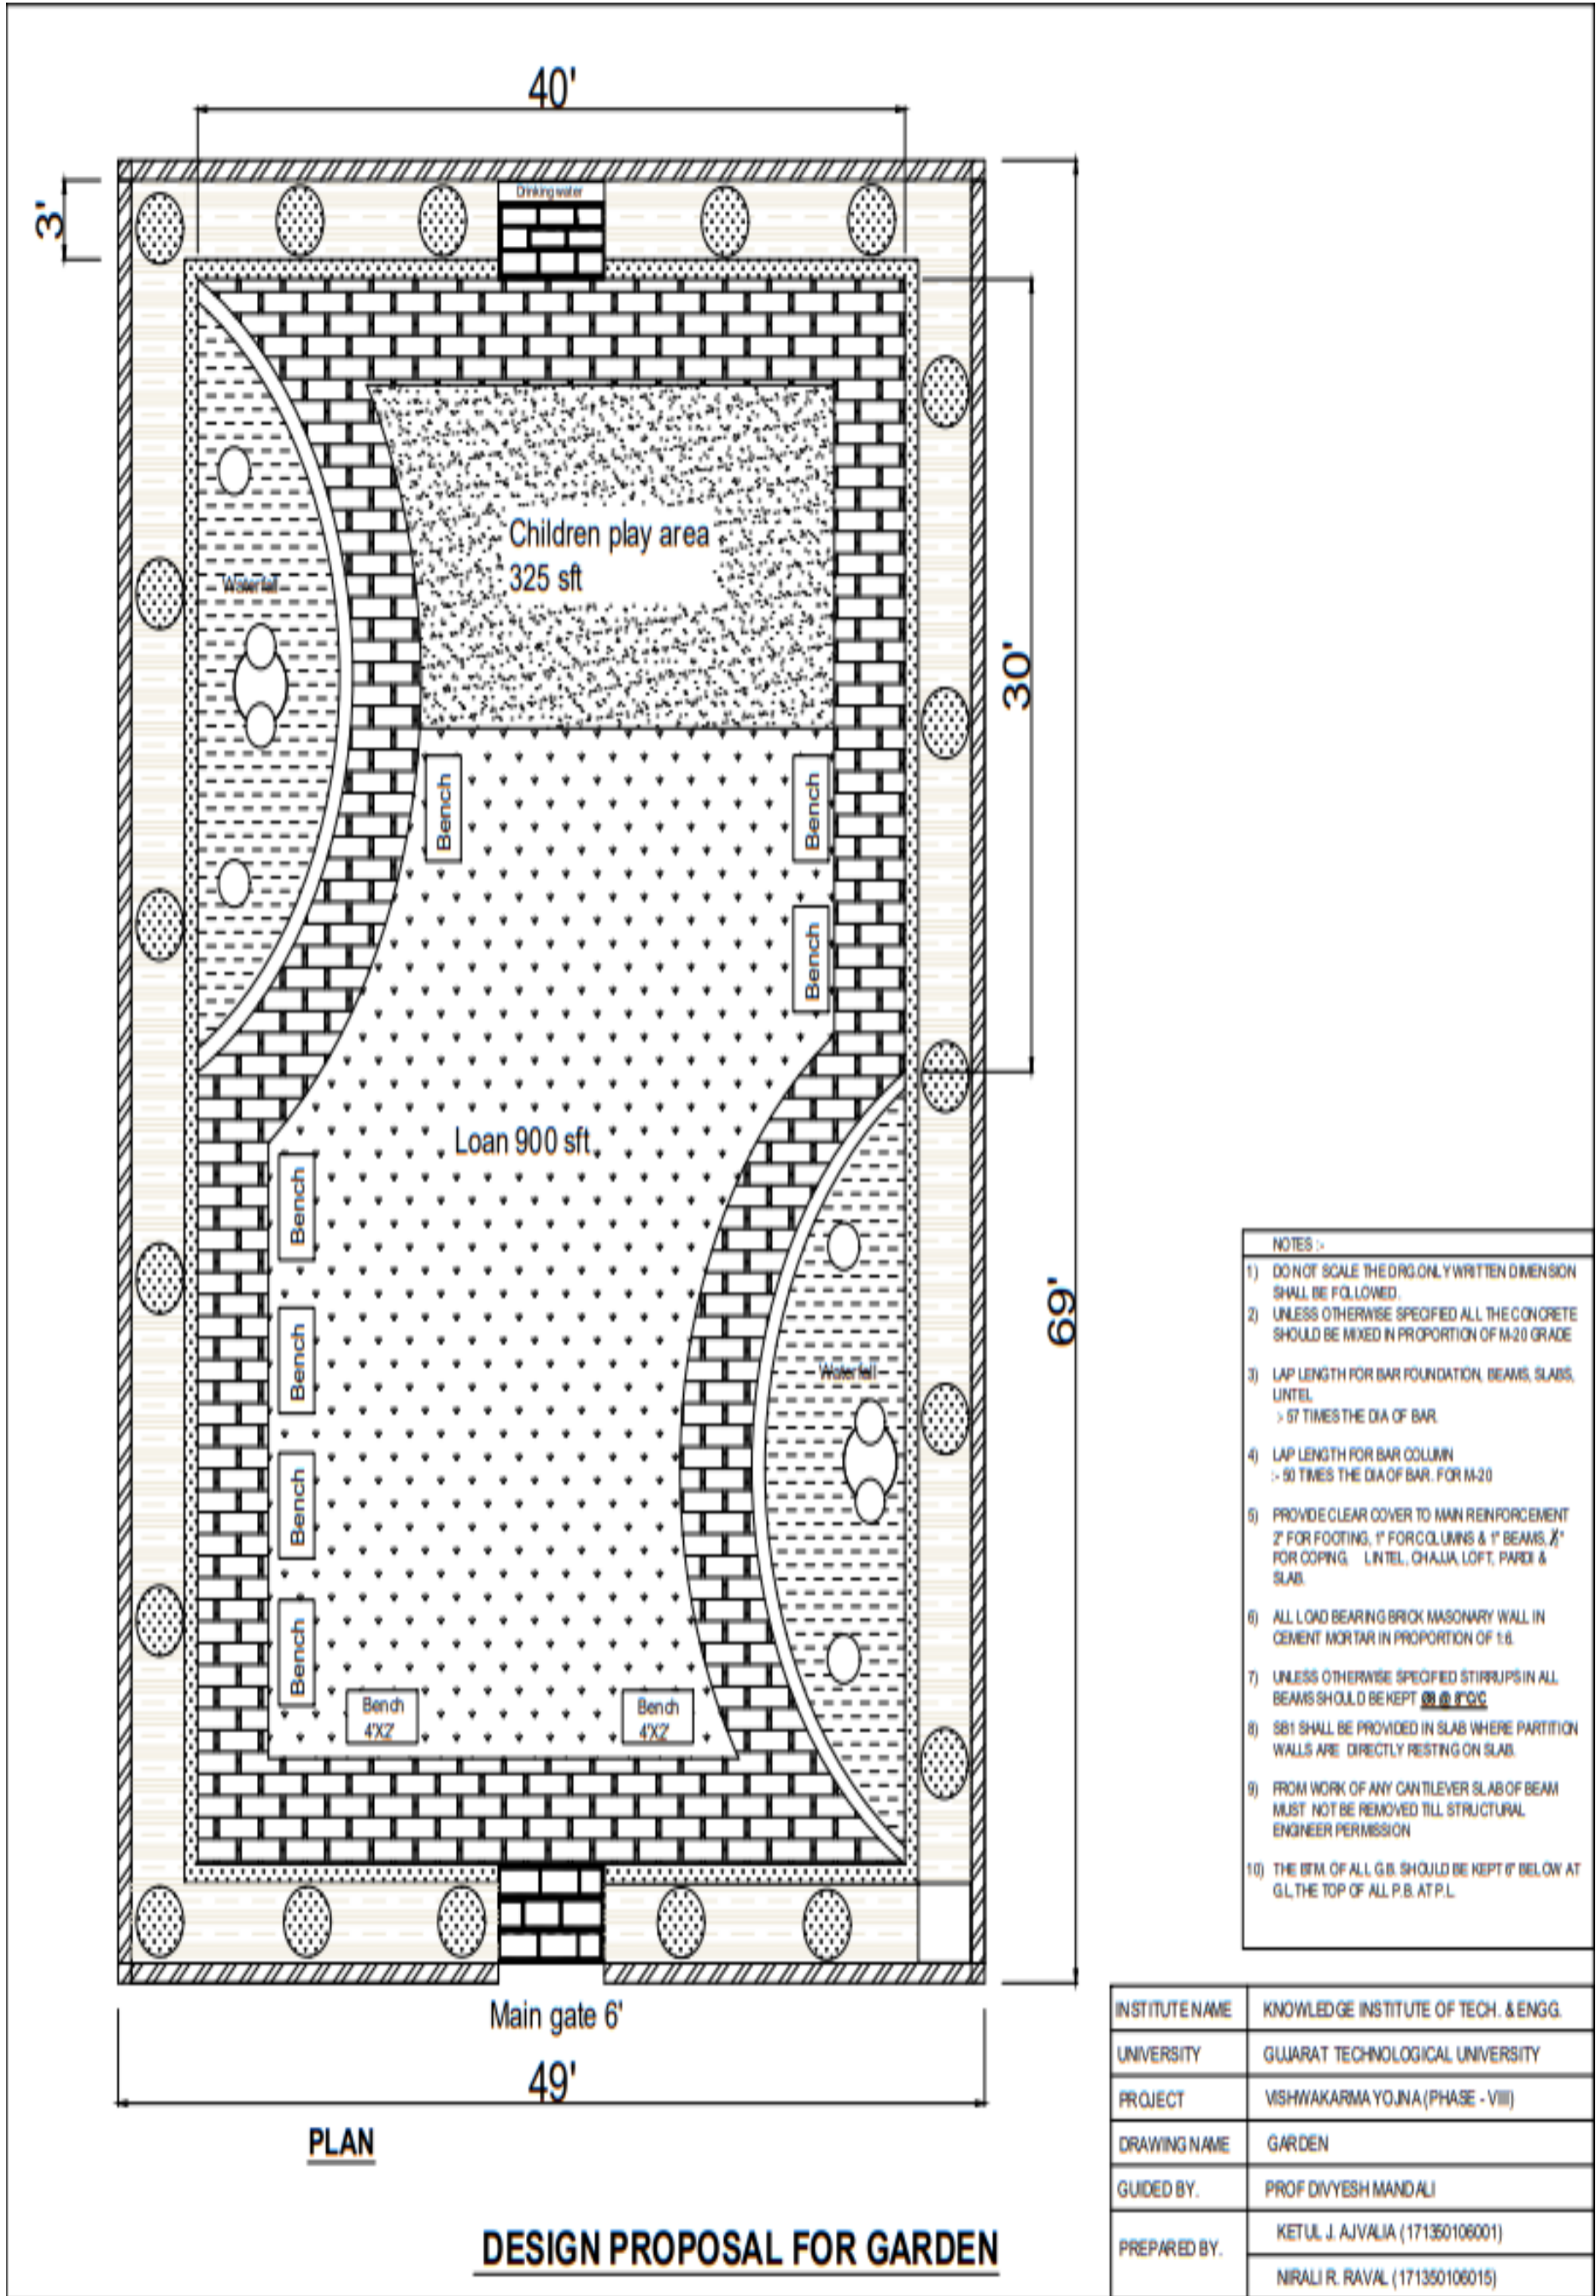 40'
3'
Drinking water
Children play area
325 sft
Waterfall
30'
Bench
Bench
Bench
Loan 900 sft
69'
Bench
Bench
Bench
Bench
Waterfall
Bench
4'X2'
Bench
4'X2'
Main gate 6'
49'
PLAN
DESIGN PROPOSAL FOR GARDEN
NOTES :-
1) DO NOT SCALE THE DRG.ONLY WRITTEN DIMENSION
SHALL BE FOLLOWED.
2) UNLESS OTHERWISE SPECIFIED ALL THE CONCRETE
SHOULD BE MIXED IN PROPORTION OF M-20 GRADE
3) LAP LENGTH FOR BAR FOUNDATION, BEAMS, SLABS,
LINTEL
:- 57 TIMES THE DIA OF BAR.
4) LAP LENGTH FOR BAR COLUMN
:- 50 TIMES THE DIA OF BAR. FOR M-20
5) PROVIDE CLEAR COVER TO MAIN REINFORCEMENT
2" FOR FOOTING, 1" FOR COLUMNS & 1" BEAMS,
FOR COPING, LINTEL, CHAJJA, LOFT, PARDI &
SLAB.
6) ALL LOAD BEARING BRICK MASONARY WALL IN
CEMENT MORTAR IN PROPORTION OF 1:6.
7) UNLESS OTHERWISE SPECIFIED STIRRUPS IN ALL
BEAMS SHOULD BE KEPT Ø8 @ 8"C/C
8) SB1 SHALL BE PROVIDED IN SLAB WHERE PARTITION
WALLS ARE DIRECTLY RESTING ON SLAB.
9) FROM WORK OF ANY CANTILEVER SLAB OF BEAM
MUST NOT BE REMOVED TILL STRUCTURAL
ENGINEER PERMISSION
10) THE BTM. OF ALL G.B. SHOULD BE KEPT 6" BELOW AT
G.L, THE TOP OF ALL P.B. AT P.L.
INSTITUTE NAME KNOWLEDGE INSTITUTE OF TECH. & ENGG.
UNIVERSITY GUJARAT TECHNOLOGICAL UNIVERSITY
PROJECT VISHWAKARMA YOJNA (PHASE - VIII)
DRAWING NAME GARDEN
GUIDED BY. PROF DIVYESH MANDALI
PREPARED BY. KETUL J. AJVALIA (171350106001)
NIRALI R. RAVAL (171350106015)